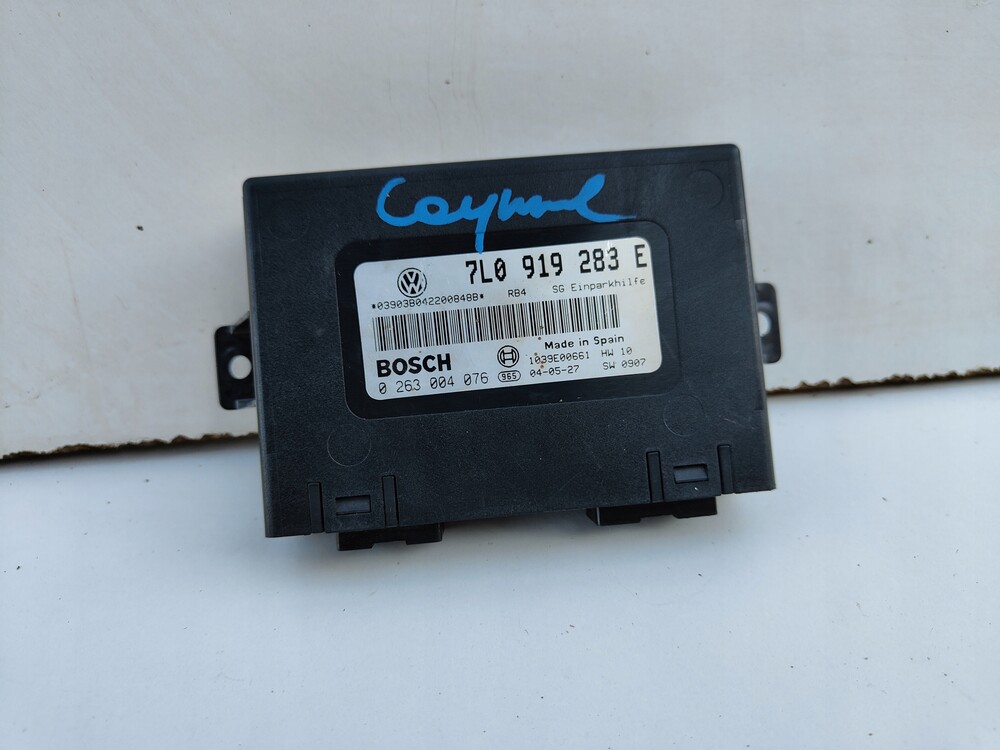 Cayenne
7L0 919 283 E
*03903B042200848B* RB4 SG Einparkhilfe
Made in Spain
BOSCH 1039E00661 HW 10
0 263 004 076 965 04-05-27 SW 0907